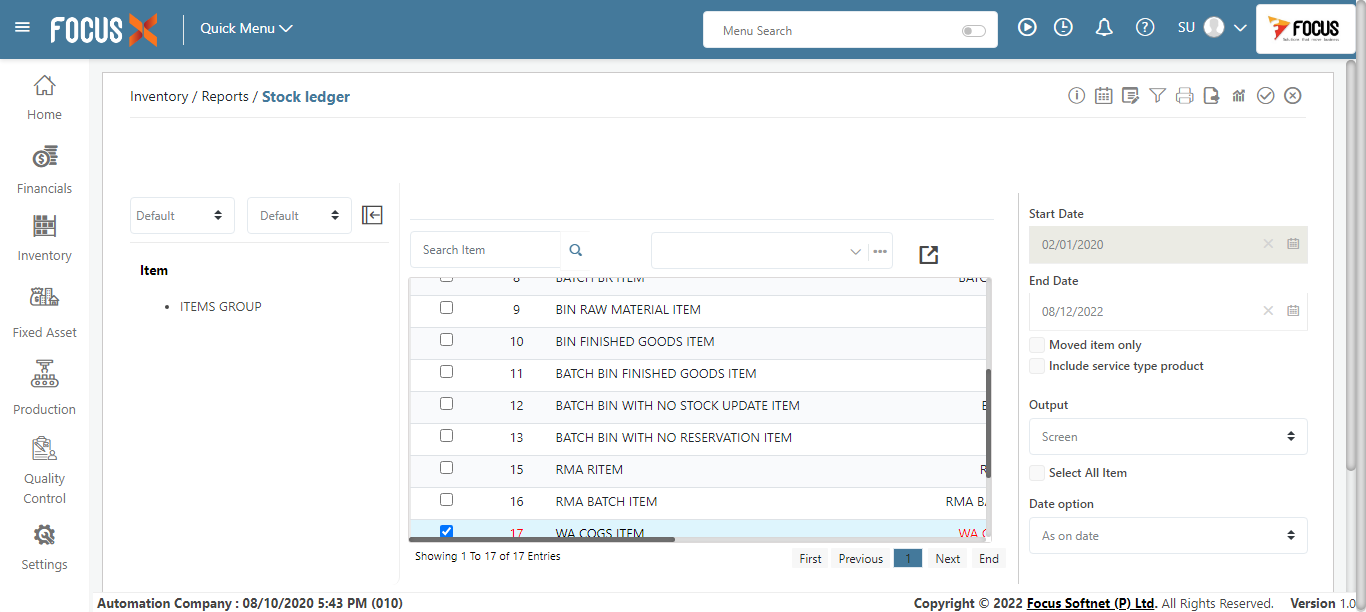 FOCUS X
Quick Menu
Menu Search
SU
FOCUS
Home
Financials
Inventory
Fixed Asset
Production
Quality
Control
Settings
Inventory / Reports / Stock ledger
Default
Default
Item
ITEMS GROUP
Search Item
8 BATCH BR ITEM BATC
9 BIN RAW MATERIAL ITEM
10 BIN FINISHED GOODS ITEM
11 BATCH BIN FINISHED GOODS ITEM
12 BATCH BIN WITH NO STOCK UPDATE ITEM
13 BATCH BIN WITH NO RESERVATION ITEM
15 RMA RITEM
16 RMA BATCH ITEM RMA BA
17 WA COGS ITEM WA C
Showing 1 To 17 of 17 Entries
First Previous 1 Next End
Start Date
02/01/2020
End Date
08/12/2022
Moved item only
Include service type product
Output
Screen
Select All Item
Date option
As on date
Automation Company : 08/10/2020 5:43 PM (010)
Copyright © 2022 Focus Softnet (P) Ltd. All Rights Reserved. Version 1.0